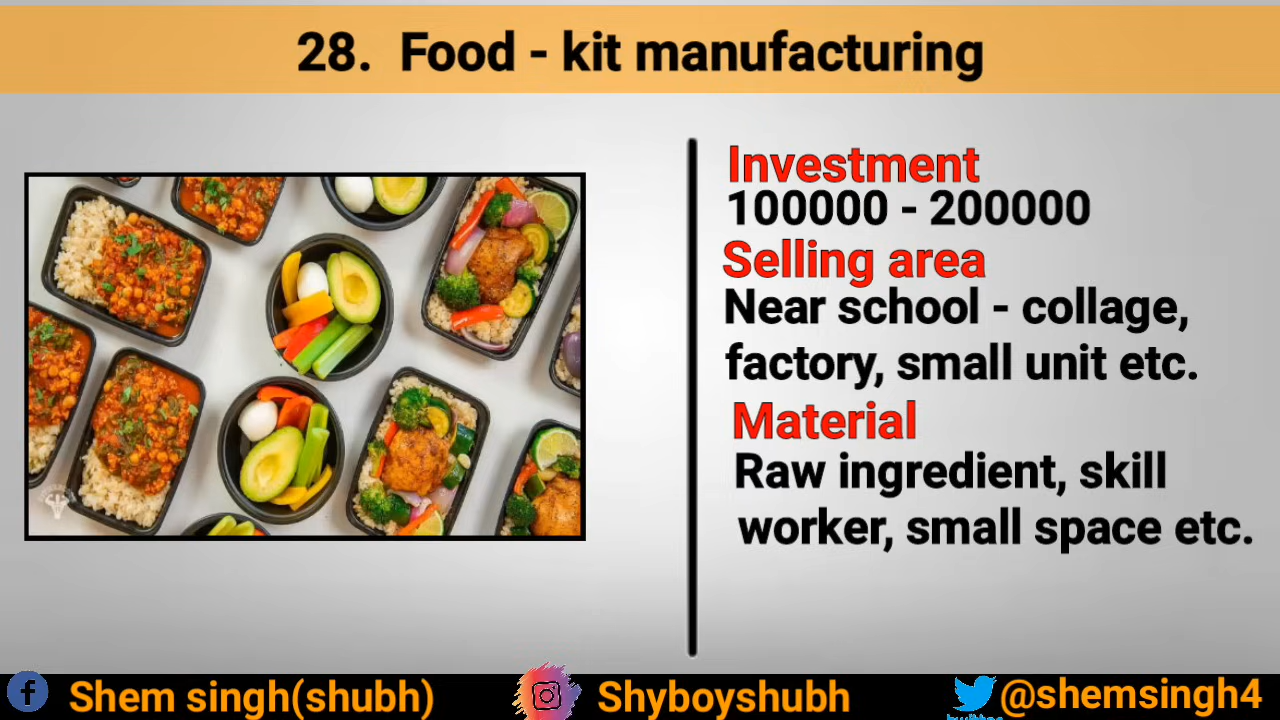 28. Food - kit manufacturing
Investment
100000 - 200000
Selling area
Near school - collage,
factory, small unit etc.
Material
Raw ingredient, skill
worker, small space etc.
Shem singh(shubh)
Shyboyshubh
@shemsingh4